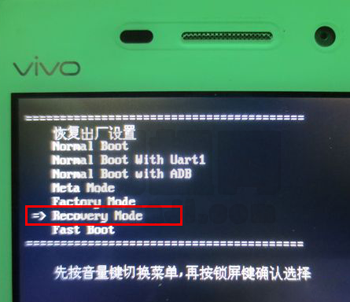 vivo
==========================================
恢复出厂设置
Normal Boot
Normal Boot With Uart1
Normal Boot with ADB
Meta Mode
Factory Mode
=> Recovery Mode
Fast Boot
==========================================
先按音量键切换菜单,再按锁屏键确认选择